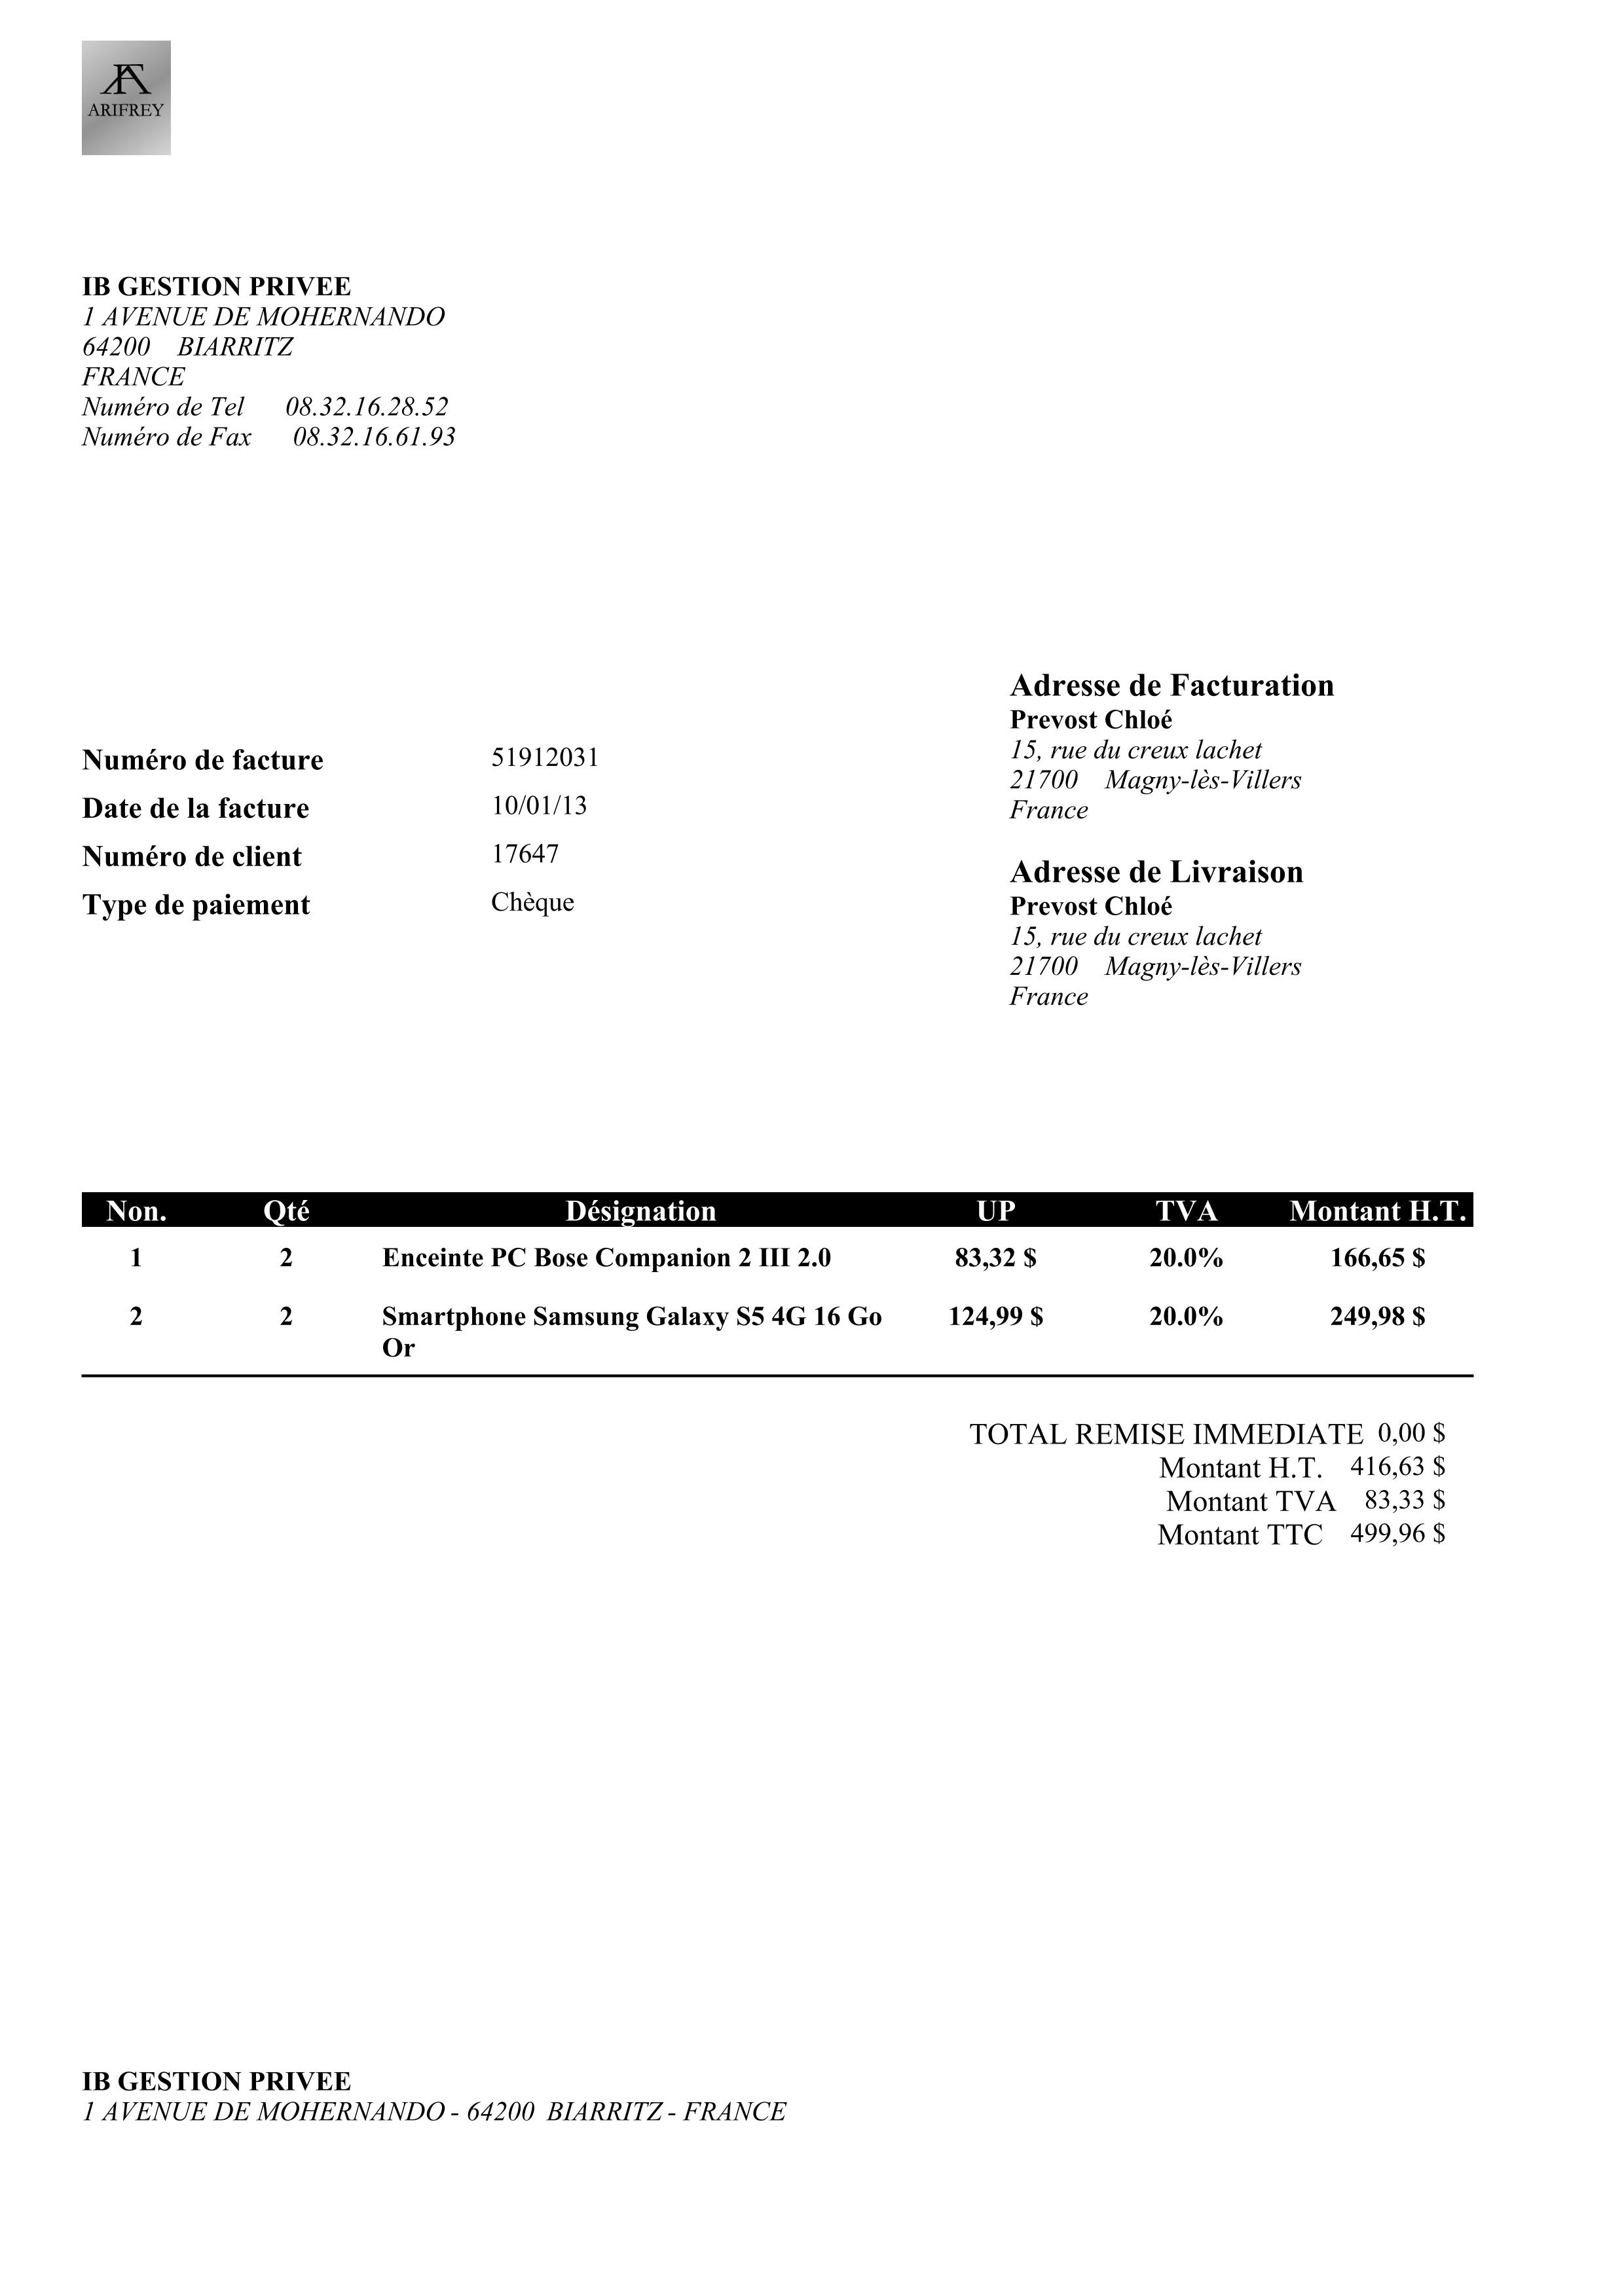 FA
ARIFREY
IB GESTION PRIVEE
1 AVENUE DE MOHERNANDO
64200 BIARRITZ
FRANCE
Numéro de Tel 08.32.16.28.52
Numéro de Fax 08.32.16.61.93
Numéro de facture 51912031
Date de la facture 10/01/13
Numéro de client 17647
Type de paiement Chèque
Adresse de Facturation
Prevost Chloé
15, rue du creux lachet
21700 Magny-lès-Villers
France
Adresse de Livraison
Prevost Chloé
15, rue du creux lachet
21700 Magny-lès-Villers
France
Non. Qté Désignation UP TVA Montant H.T.
1 2 Enceinte PC Bose Companion 2 III 2.0 83,32 $ 20.0% 166,65 $
2 2 Smartphone Samsung Galaxy S5 4G 16 Go 124,99 $ 20.0% 249,98 $
Or
TOTAL REMISE IMMEDIATE 0,00 $
Montant H.T. 416,63 $
Montant TVA 83,33 $
Montant TTC 499,96 $
IB GESTION PRIVEE
1 AVENUE DE MOHERNANDO - 64200 BIARRITZ - FRANCE